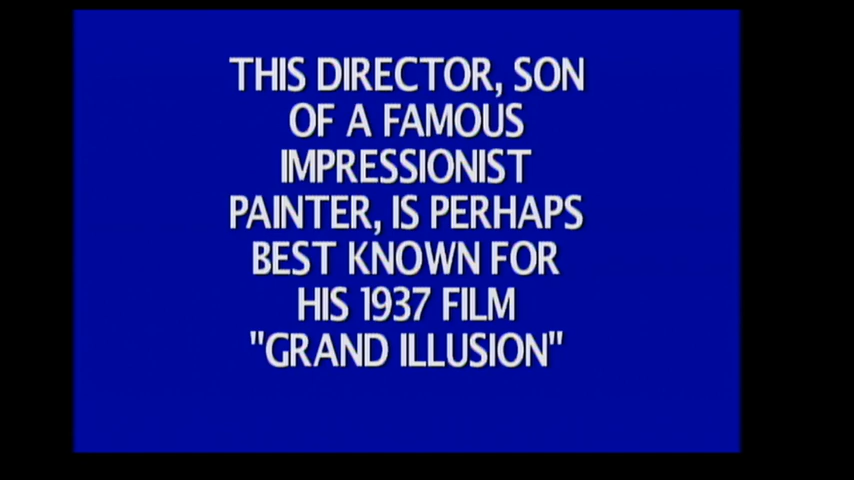 THIS DIRECTOR, SON
OF A FAMOUS
IMPRESSIONIST
PAINTER, IS PERHAPS
BEST KNOWN FOR
HIS 1937 FILM
"GRAND ILLUSION"